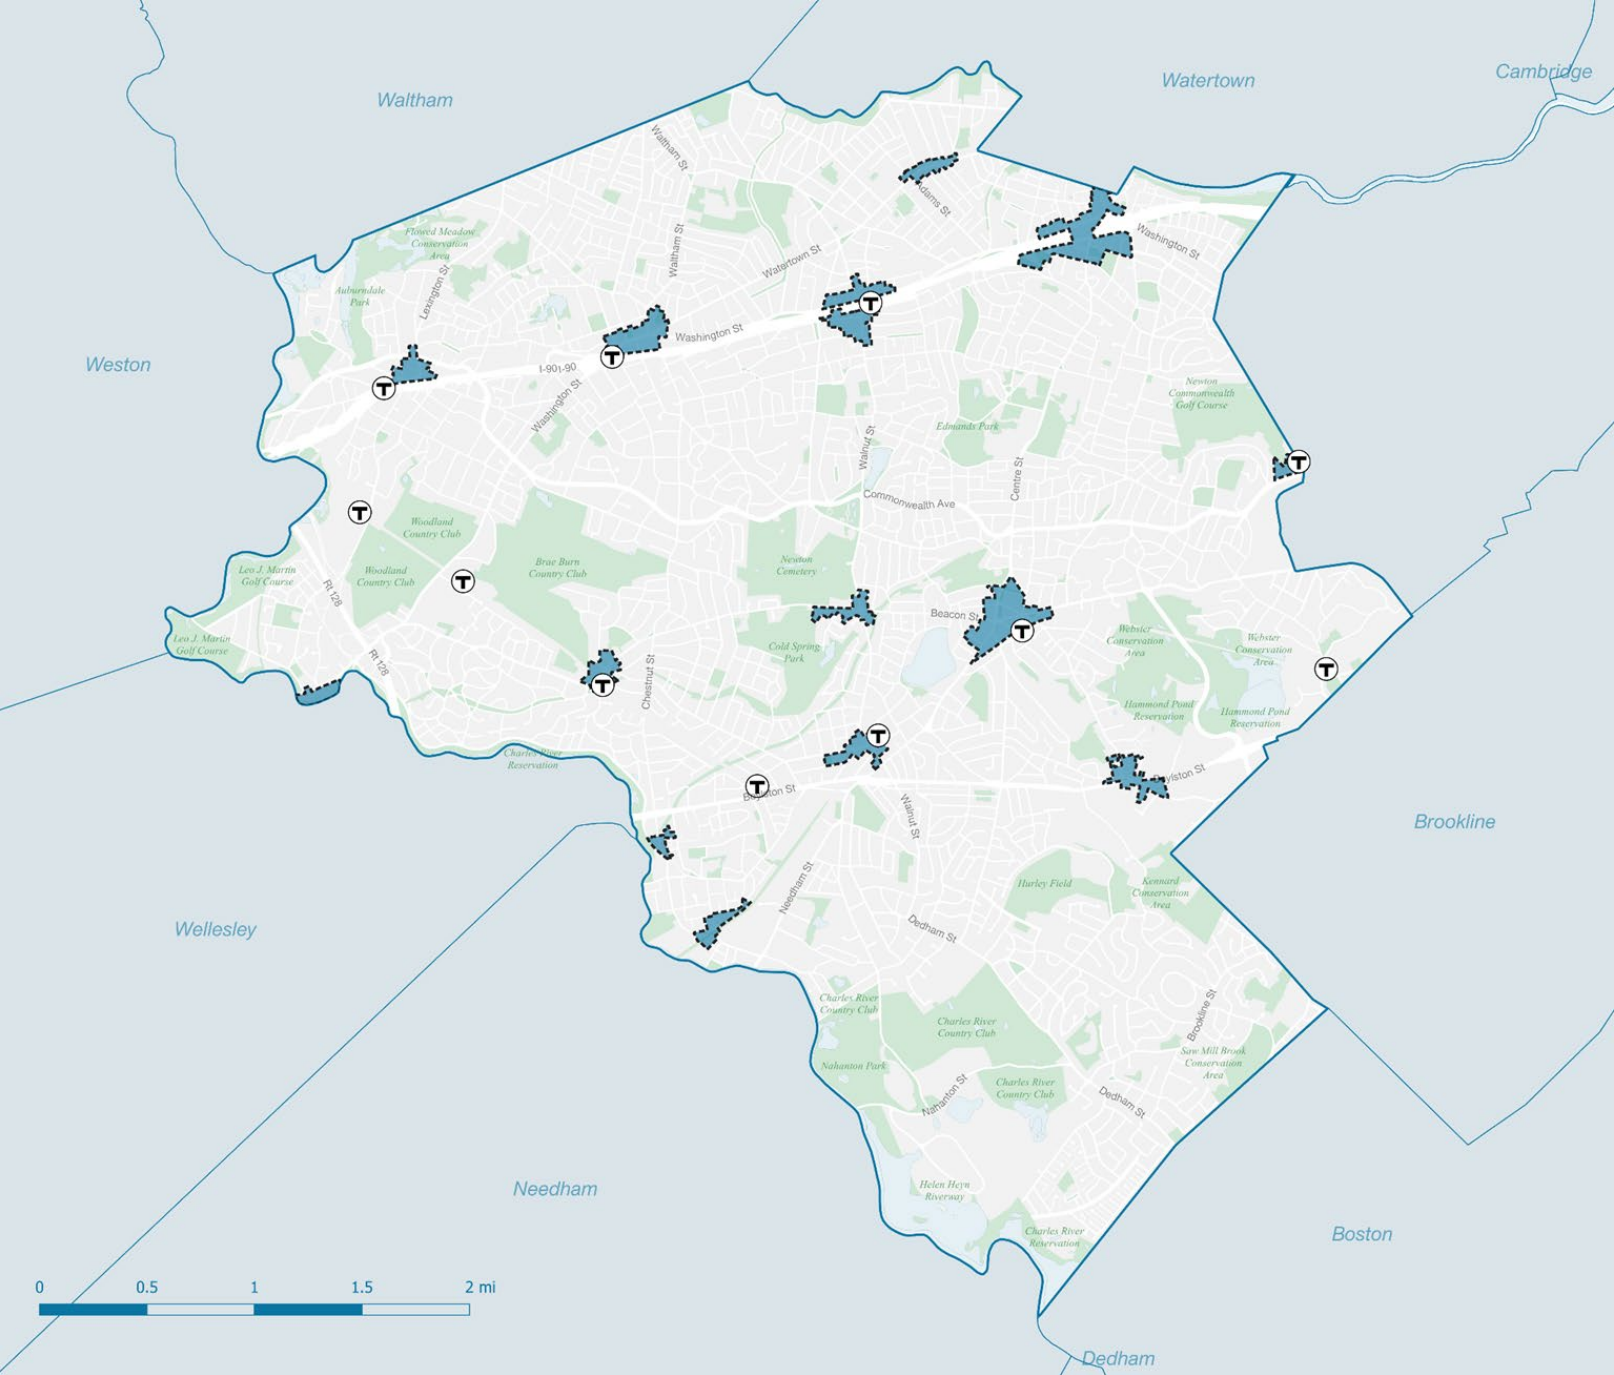 Cambridge
Watertown
Waltham
Waltham St
Adams St
Flowed Meadow
Conservation
Area
Washington St
Waltham St
Watertown St
Lexington St
Auburndale
Park
Washington St
Weston
I-90I-90
Washington St
Newton
Commonwealth
Golf Course
Edmands Park
Walnut St
Centre St
Commonwealth Ave
T
T
T
T
T
T
Woodland
Country Club
Leo J. Martin
Golf Course
Woodland
Country Club
Brae Burn
Country Club
Newton
Cemetery
T
Rt 128
Beacon St
T
Leo J. Martin
Golf Course
Cold Spring
Park
Webster
Conservation
Area
Webster
Conservation
Area
Rt 128
Chestnut St
T
T
Hammond Pond
Reservation
Hammond Pond
Reservation
T
Charles River
Reservation
T
Boylston St
Boylston St
Walnut St
Brookline
Needham St
Hurley Field
Kennard
Conservation
Area
Wellesley
Dedham St
Charles River
Country Club
Charles River
Country Club
Brookline St
Nahanton Park
Saw Mill Brook
Conservation
Area
Nahanton St
Charles River
Country Club
Dedham St
Needham
Helen Heyn
Riverway
Charles River
Reservation
Boston
0 0.5 1 1.5 2 mi
Dedham